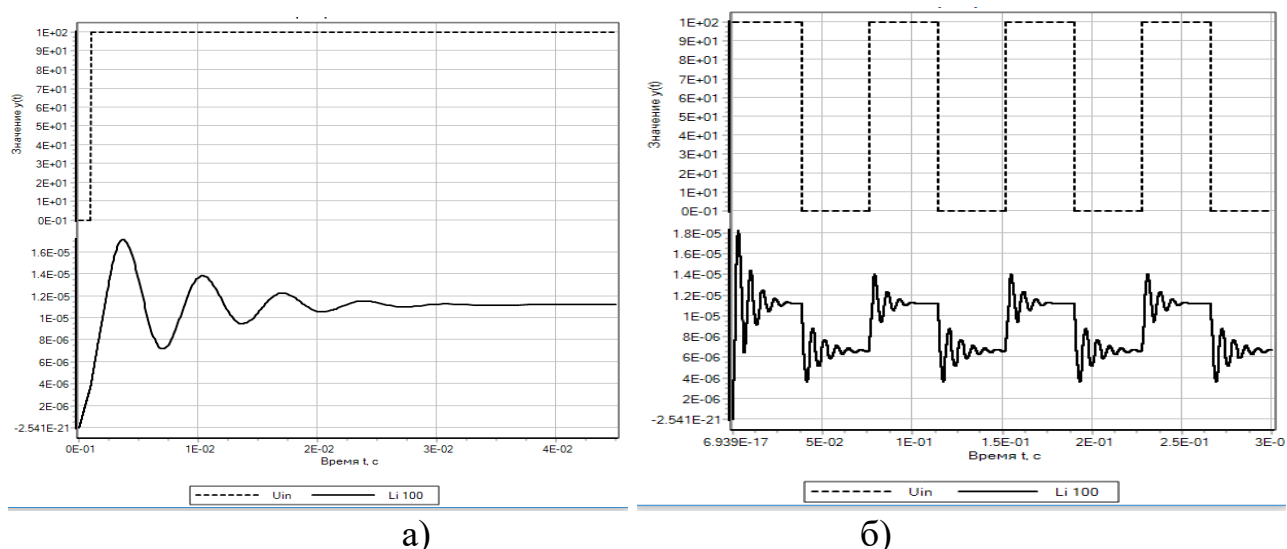 Значение y(t)
1E+02
9E+01
8E+01
7E+01
6E+01
5E+01
4E+01
3E+01
2E+01
1E+01
0E-01
1.6E-05
1.4E-05
1.2E-05
1E-05
8E-06
6E-06
4E-06
2E-06
-2.541E-21
0E-01 1E-02 2E-02 3E-02 4E-02
Время t, с
Uin Li 100
а)
Значение y(t)
1E+02
9E+01
8E+01
7E+01
6E+01
5E+01
4E+01
3E+01
2E+01
1E+01
0E-01
1.8E-05
1.6E-05
1.4E-05
1.2E-05
1E-05
8E-06
6E-06
4E-06
2E-06
-2.541E-21
6.939E-17 5E-02 1E-01 1.5E-01 2E-01 2.5E-01 3E-0
Время t, с
Uin Li 100
б)